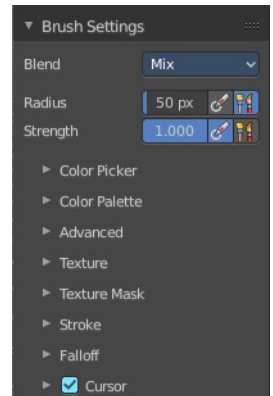 Brush Settings
Blend Mix
Radius 50 px
Strength 1.000
Color Picker
Color Palette
Advanced
Texture
Texture Mask
Stroke
Falloff
Cursor